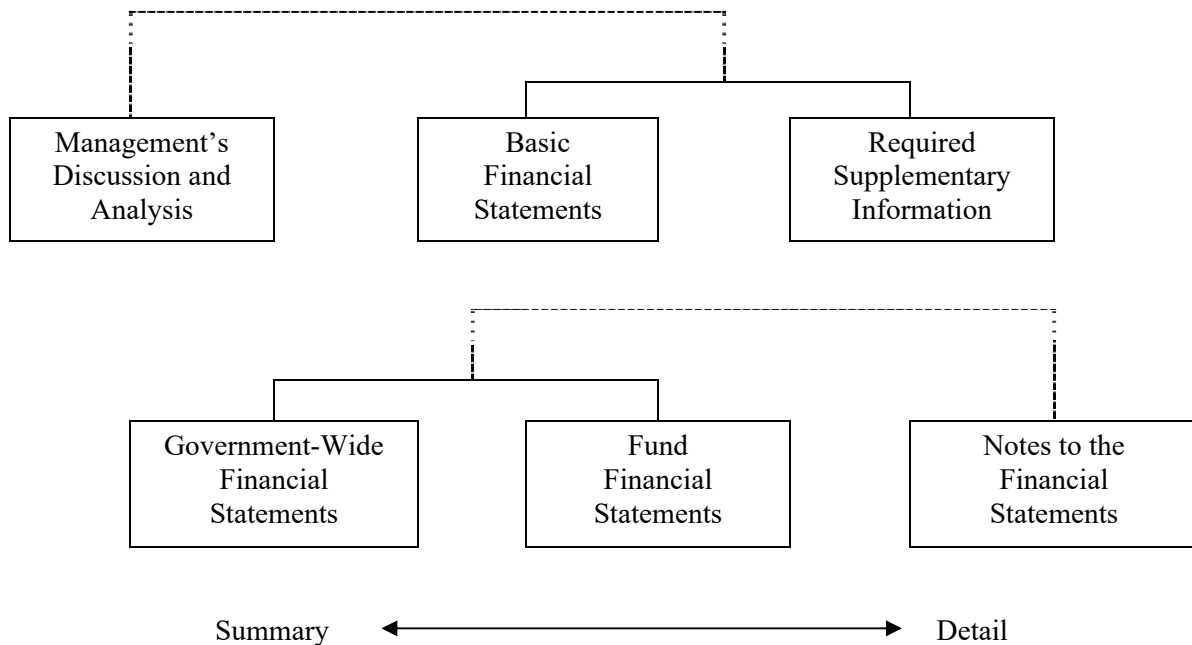 Management’s
Discussion and
Analysis
Basic
Financial
Statements
Required
Supplementary
Information
Government-Wide
Financial
Statements
Fund
Financial
Statements
Notes to the
Financial
Statements
Summary
Detail